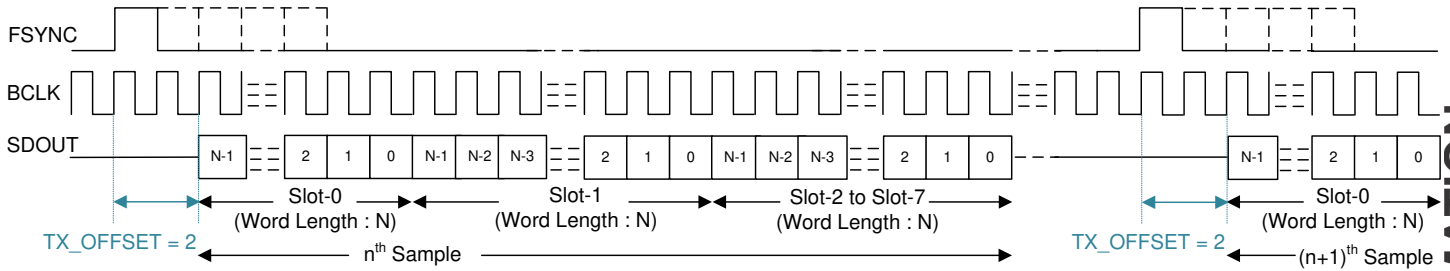 FSYNC
BCLK
SDOUT
N-1 2 1 0 N-1 N-2 N-3 2 1 0 N-1 N-2 N-3 2 1 0 N-1 2 1 0
Slot-0 Slot-1 Slot-2 to Slot-7 Slot-0
(Word Length : N) (Word Length : N) (Word Length : N) (Word Length : N)
TX_OFFSET = 2 TX_OFFSET = 2
nth Sample (n+1)th Sample